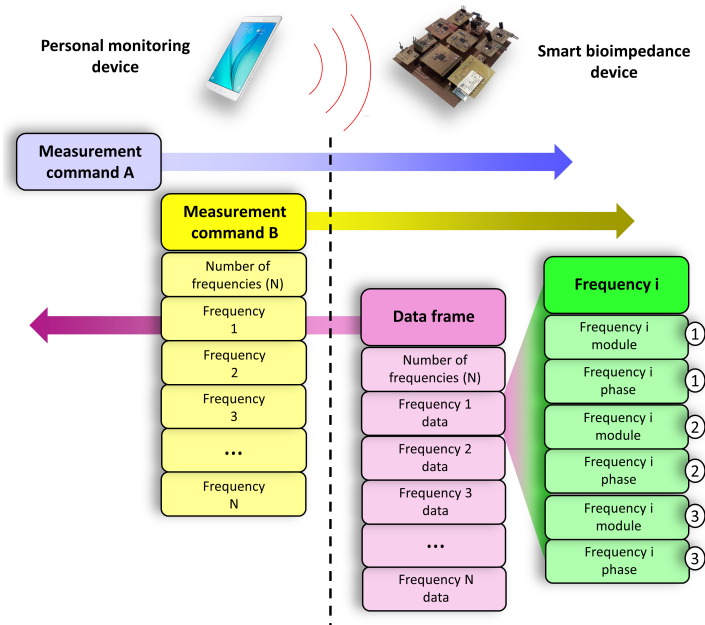 Personal monitoring
device
Smart bioimpedance
device
Measurement
command A
Measurement
command B
Number of
frequencies (N)
Frequency
1
Frequency
2
Frequency
3
...
Frequency
N
Data frame
Number of
frequencies (N)
Frequency 1
data
Frequency 2
data
Frequency 3
data
...
Frequency N
data
Frequency i
Frequency i
module
1
Frequency i
phase
1
Frequency i
module
2
Frequency i
phase
2
Frequency i
module
3
Frequency i
phase
3